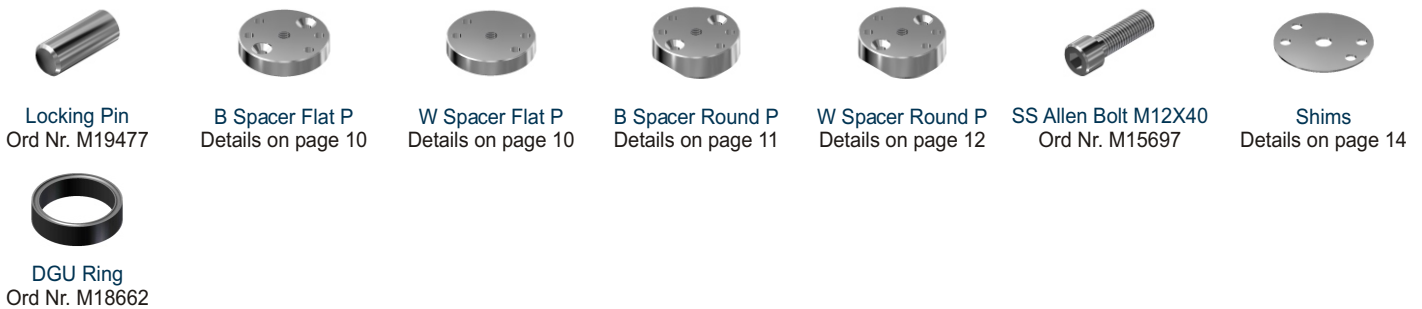 Locking Pin
Ord Nr. M19477
B Spacer Flat P
Details on page 10
W Spacer Flat P
Details on page 10
B Spacer Round P
Details on page 11
W Spacer Round P
Details on page 12
SS Allen Bolt M12X40
Ord Nr. M15697
Shims
Details on page 14
DGU Ring
Ord Nr. M18662